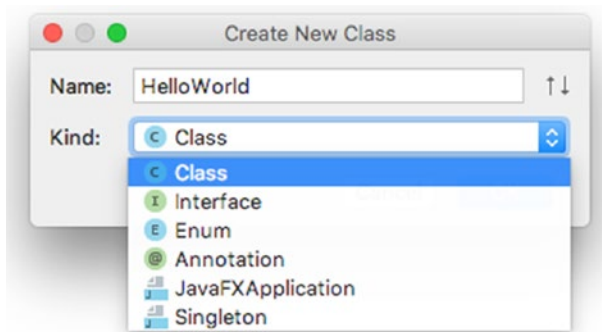 Create New Class
Name: HelloWorld ↑↓
Kind: C Class
C Class
I Interface
E Enum
@ Annotation
JavaFXApplication
Singleton